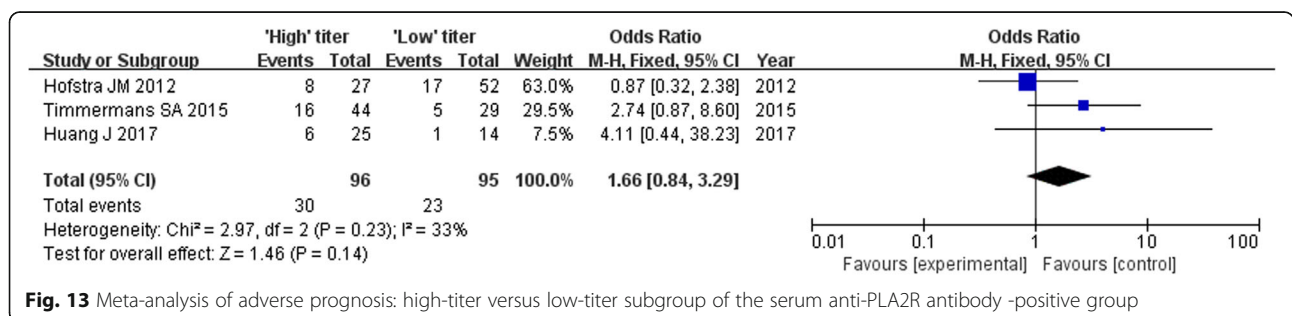 'High' titer 'Low' titer Odds Ratio Odds Ratio
Study or Subgroup Events Total Events Total Weight M-H, Fixed, 95% CI Year M-H, Fixed, 95% CI
Hofstra JM 2012 8 27 17 52 63.0% 0.87 [0.32, 2.38] 2012
Timmermans SA 2015 16 44 5 29 29.5% 2.74 [0.87, 8.60] 2015
Huang J 2017 6 25 1 14 7.5% 4.11 [0.44, 38.23] 2017
Total (95% CI) 96 95 100.0% 1.66 [0.84, 3.29]
Total events 30 23
Heterogeneity: Chi² = 2.97, df = 2 (P = 0.23); I² = 33%
Test for overall effect: Z = 1.46 (P = 0.14)
0.01 0.1 1 10 100
Favours [experimental] Favours [control]
Fig. 13 Meta-analysis of adverse prognosis: high-titer versus low-titer subgroup of the serum anti-PLA2R antibody -positive group